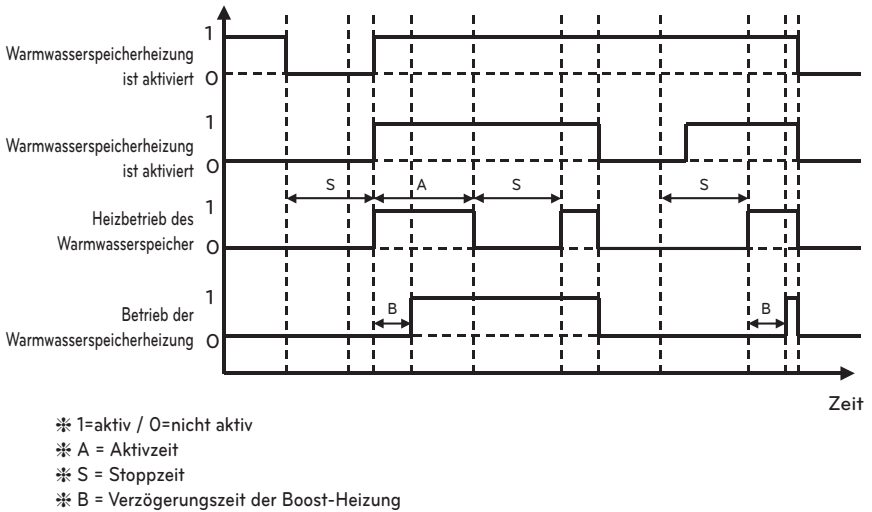 1
Warmwasserspeicherheizung
ist aktiviert
0
1
Warmwasserspeicherheizung
ist aktiviert
0
S
A
S
S
1
Heizbetrieb des
Warmwasserspeicher
0
1
Betrieb der
Warmwasserspeicherheizung
0
B
B
Zeit
❈ 1=aktiv / 0=nicht aktiv
❈ A = Aktivzeit
❈ S = Stoppzeit
❈ B = Verzögerungszeit der Boost-Heizung